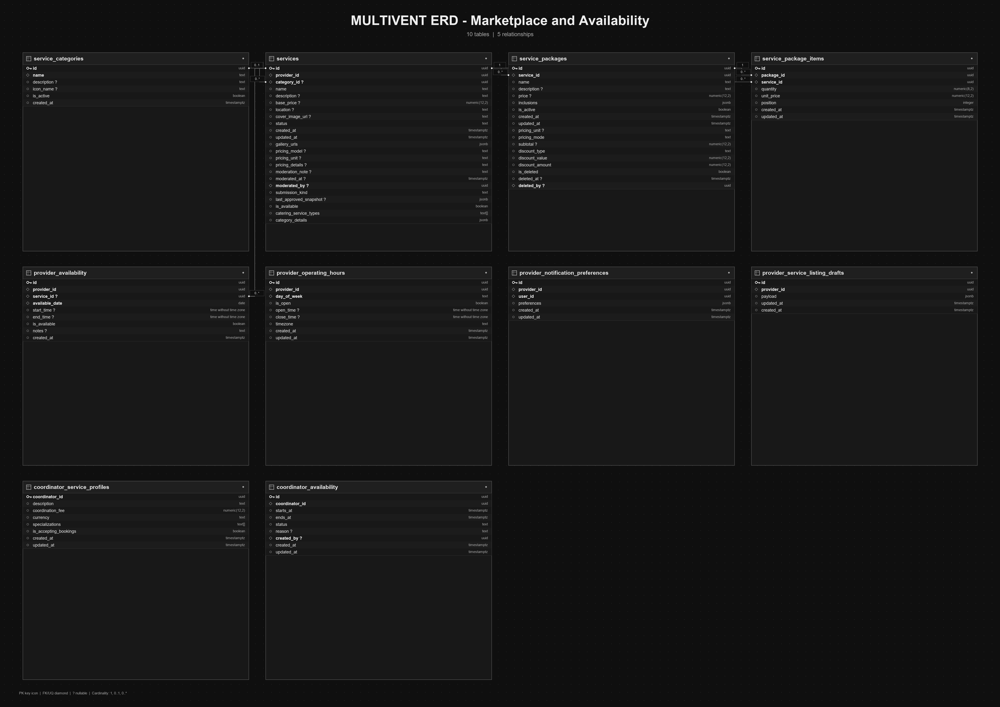 MULTIVENT ERD - Marketplace and Availability
10 tables | 5 relationships
service_categories
id uuid
name text
description ? text
icon_name ? text
is_active boolean
created_at timestamptz
0..1
0..*
services
id uuid
provider_id uuid
category_id ? uuid
name text
description ? text
base_price ? numeric(12,2)
location ? text
cover_image_url ? text
status text
created_at timestamptz
updated_at timestamptz
gallery_urls jsonb
pricing_model ? text
pricing_unit ? text
pricing_details ? text
moderation_note ? text
moderated_at ? timestamptz
moderated_by ? uuid
submission_kind text
last_approved_snapshot ? jsonb
is_available boolean
catering_service_types text[]
category_details jsonb
1
0..*
service_packages
id uuid
service_id uuid
name text
description ? text
price ? numeric(12,2)
inclusions jsonb
is_active boolean
created_at timestamptz
updated_at timestamptz
pricing_unit ? text
pricing_mode text
subtotal ? numeric(12,2)
discount_type text
discount_value numeric(12,2)
discount_amount numeric(12,2)
is_deleted boolean
deleted_at ? timestamptz
deleted_by ? uuid
1
0..*
0..*
service_package_items
id uuid
package_id uuid
service_id uuid
quantity numeric(8,2)
unit_price numeric(12,2)
position integer
created_at timestamptz
updated_at timestamptz
provider_availability
id uuid
provider_id uuid
service_id ? uuid
available_date date
start_time ? time without time zone
end_time ? time without time zone
is_available boolean
notes ? text
created_at timestamptz
0..*
provider_operating_hours
id uuid
provider_id uuid
day_of_week text
is_open boolean
open_time ? time without time zone
close_time ? time without time zone
timezone text
created_at timestamptz
updated_at timestamptz
provider_notification_preferences
id uuid
provider_id uuid
user_id uuid
preferences jsonb
created_at timestamptz
updated_at timestamptz
provider_service_listing_drafts
id uuid
provider_id uuid
payload jsonb
updated_at timestamptz
created_at timestamptz
coordinator_service_profiles
coordinator_id uuid
description text
coordination_fee numeric(12,2)
currency text
specializations text[]
is_accepting_bookings boolean
created_at timestamptz
updated_at timestamptz
coordinator_availability
id uuid
coordinator_id uuid
starts_at timestamptz
ends_at timestamptz
status text
reason ? text
created_by ? uuid
created_at timestamptz
updated_at timestamptz
PK key icon | FK/UQ diamond | ? nullable | Cardinality: 1, 0..1, 0..*